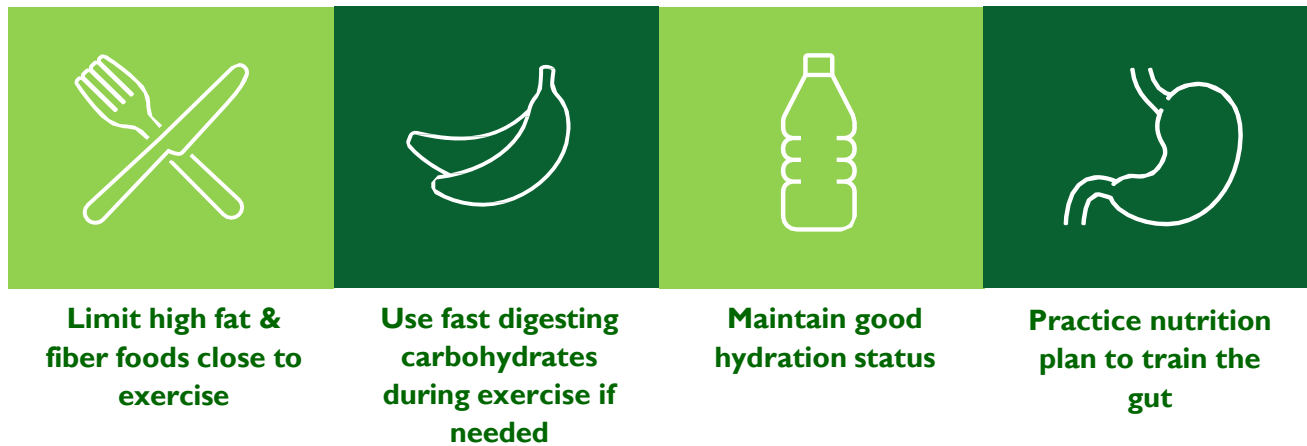 Limit high fat &
fiber foods close to
exercise
Use fast digesting
carbohydrates
during exercise if
needed
Maintain good
hydration status
Practice nutrition
plan to train the
gut